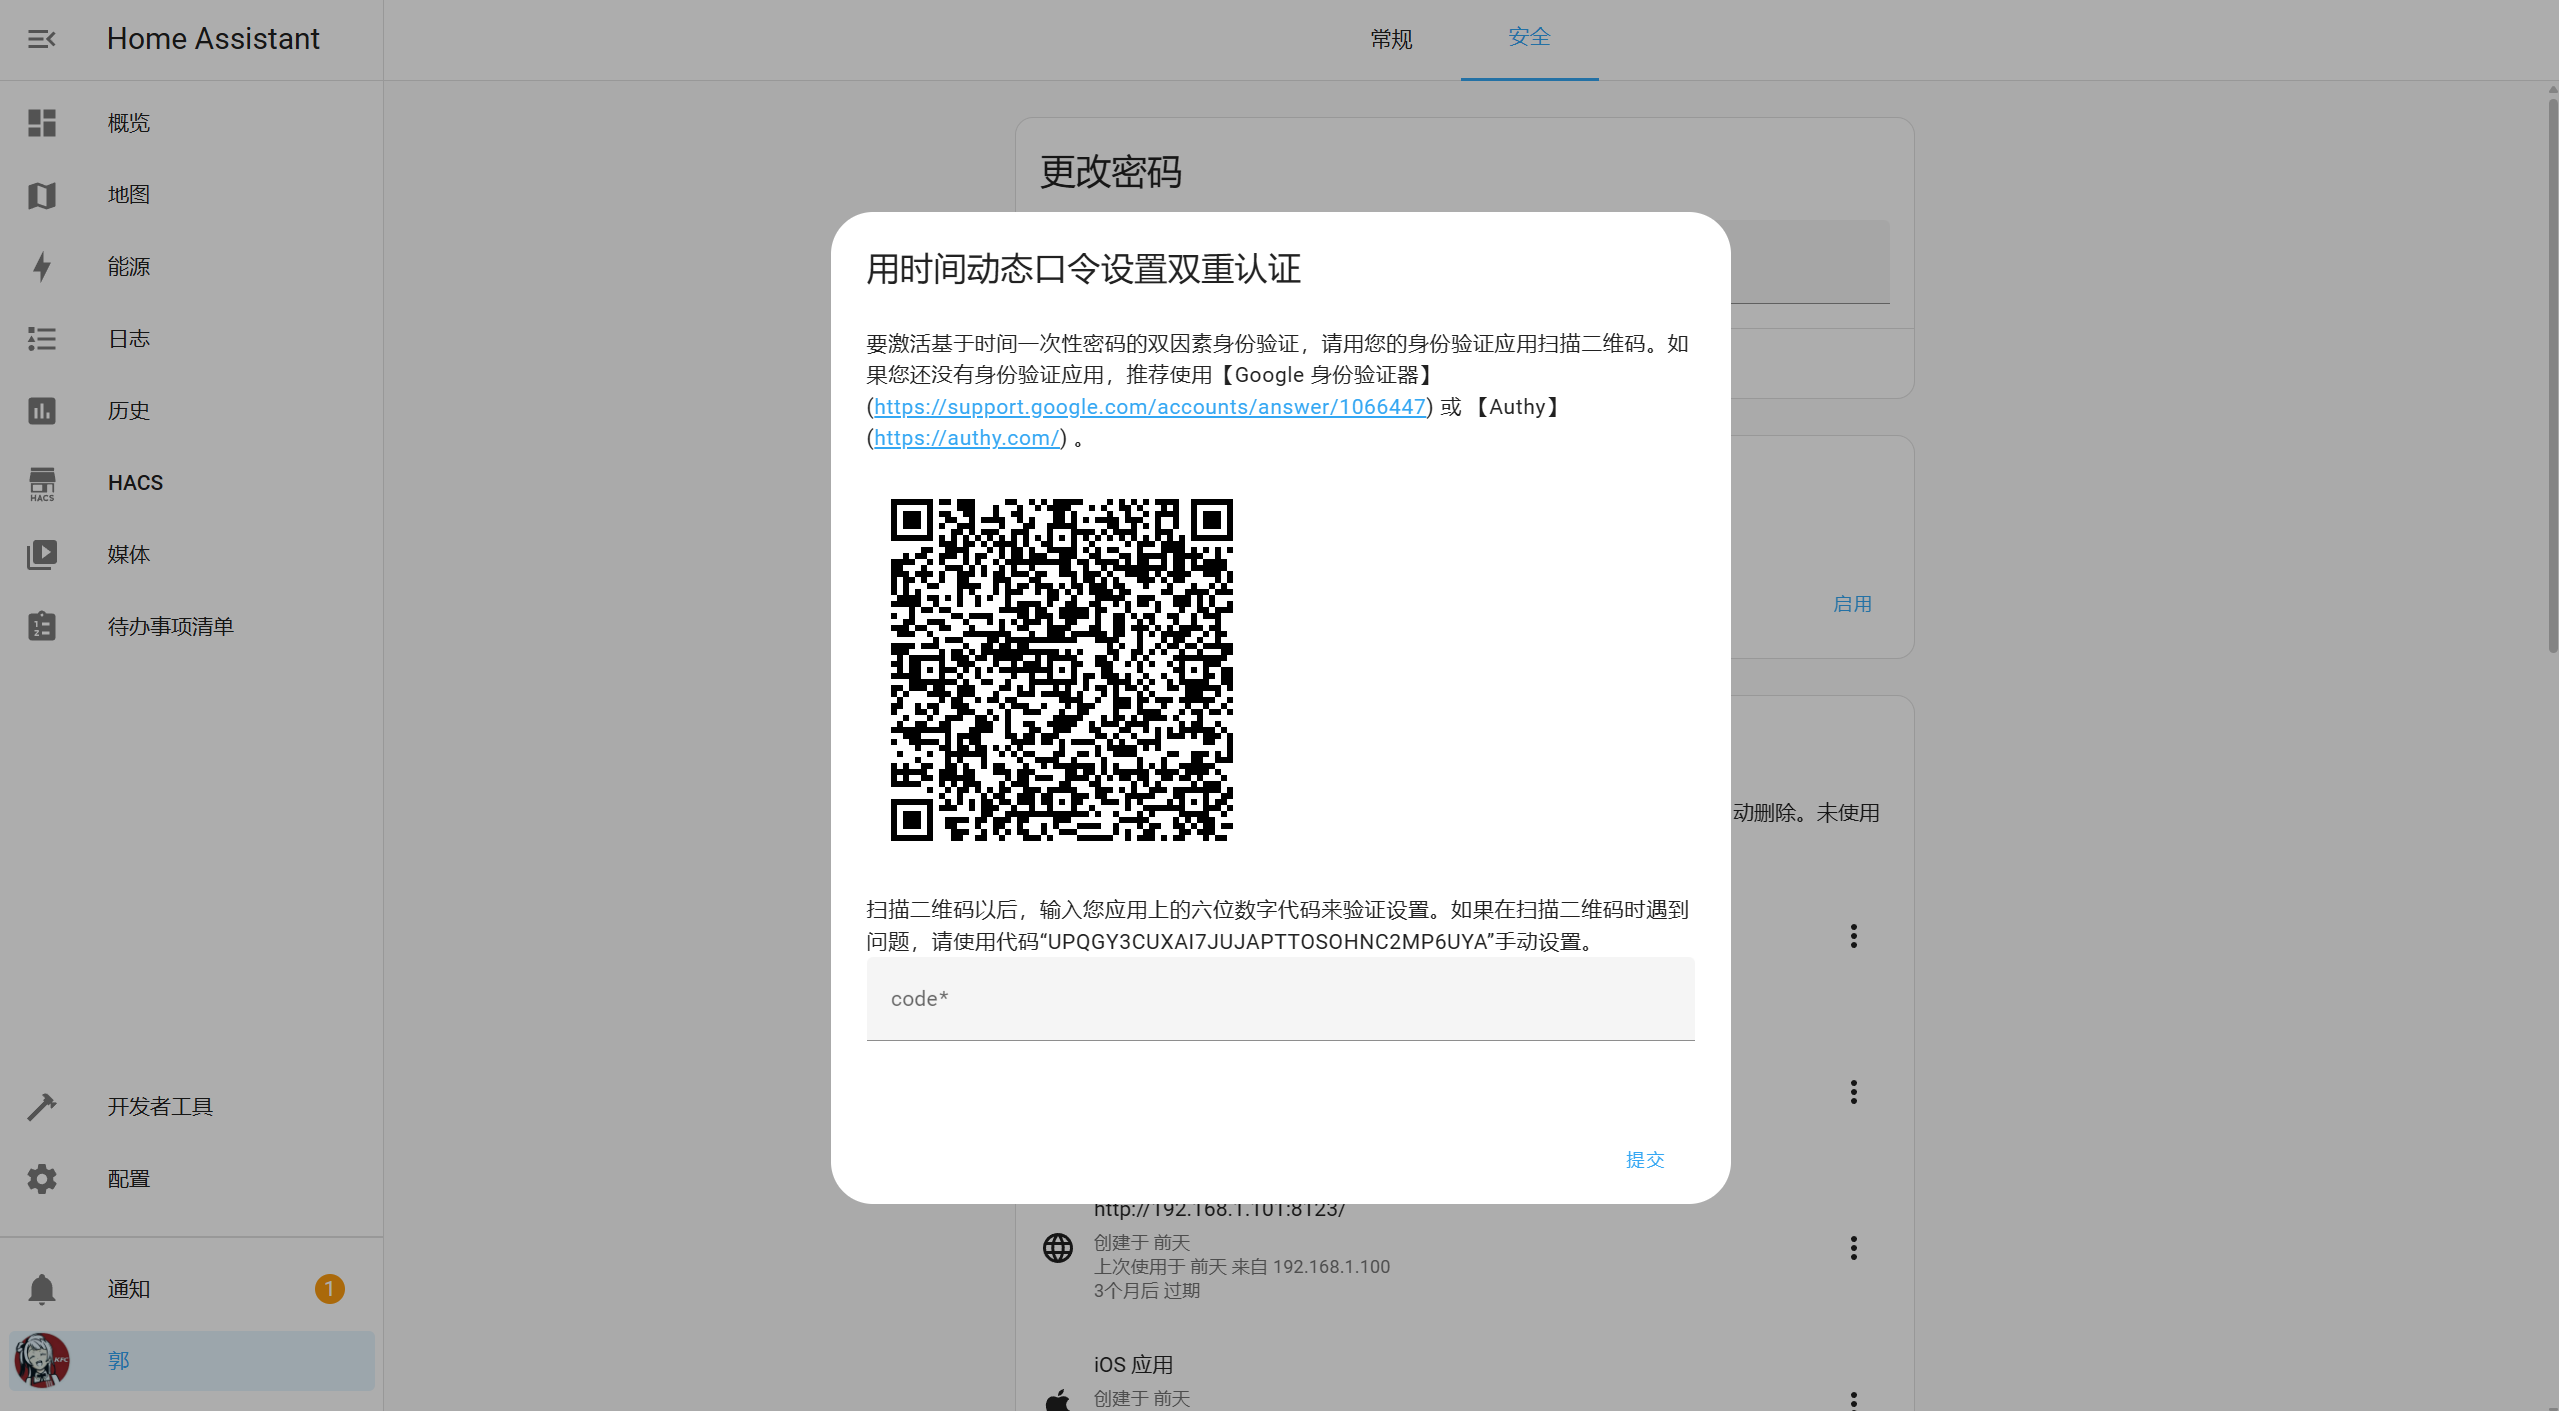 Home Assistant
常规
安全
概览
地图
能源
日志
历史
HACS
HACS
媒体
待办事项清单
开发者工具
配置
通知
1
KFC
郭
更改密码
用时间动态口令设置双重认证
要激活基于时间一次性密码的双因素身份验证，请用您的身份验证应用扫描二维码。如
果您还没有身份验证应用，推荐使用【Google 身份验证器】
(https://support.google.com/accounts/answer/1066447) 或 【Authy】
(https://authy.com/) 。
扫描二维码以后，输入您应用上的六位数字代码来验证设置。如果在扫描二维码时遇到
问题，请使用代码“UPQGY3CUXAI7JUJAPTTOSOHNC2MP6UYA”手动设置。
code*
提交
启用
动删除。未使用
http://192.168.1.101:8123/
创建于 前天
上次使用于 前天 来自 192.168.1.100
3个月后 过期
iOS 应用
创建于 前天